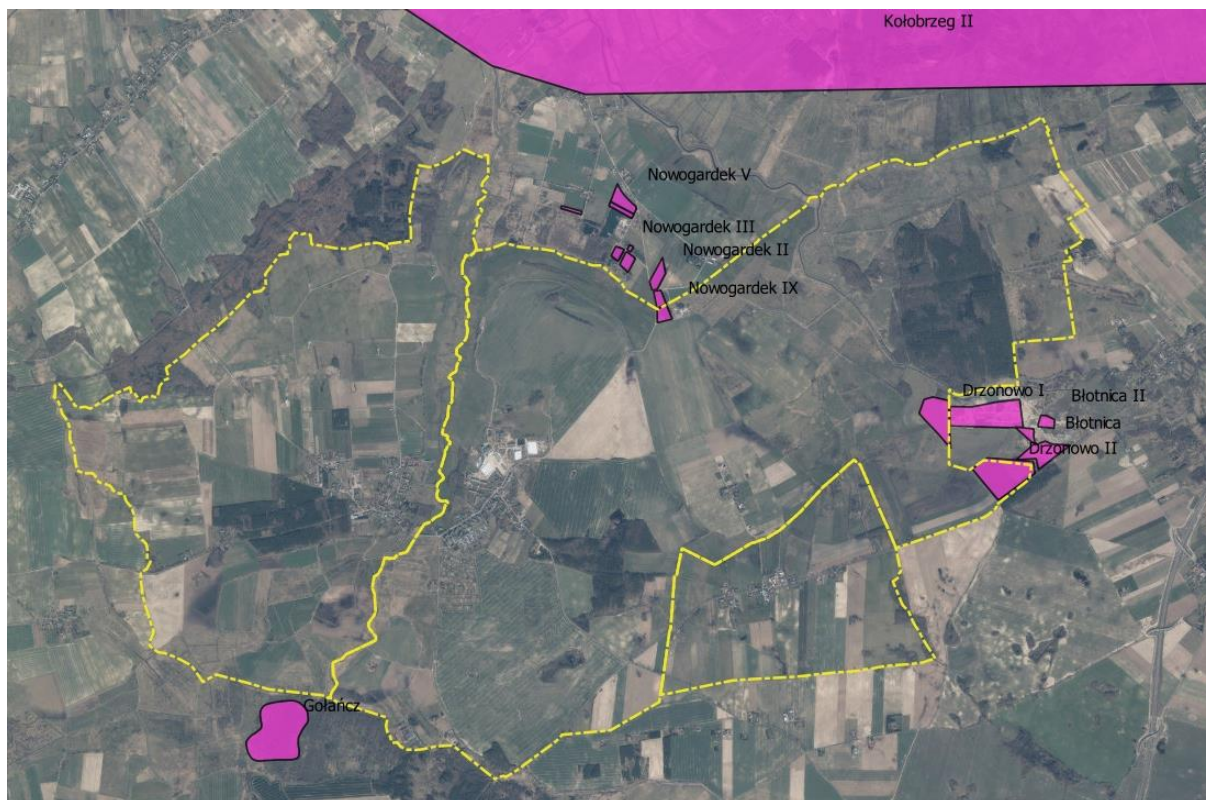 Kołobrzeg II
Nowogardek V
Nowogardek III
Nowogardek II
Nowogardek IX
Drzonowo I
Błotnica II
Błotnica
Drzonowo II
Gołańcz